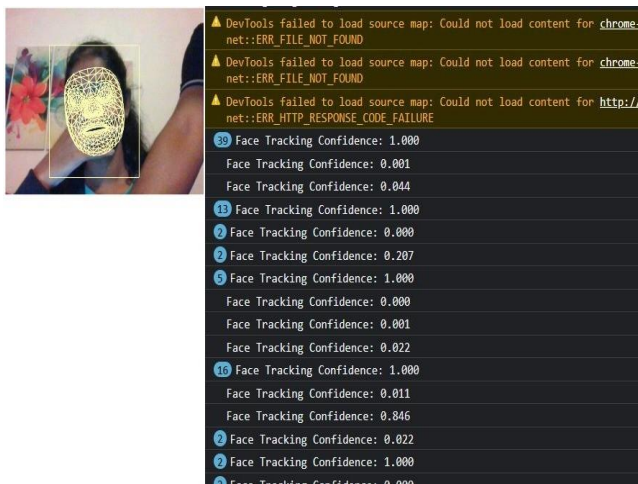 DevTools failed to load source map: Could not load content for chrome-
net::ERR_FILE_NOT_FOUND
DevTools failed to load source map: Could not load content for chrome-
net::ERR_FILE_NOT_FOUND
DevTools failed to load source map: Could not load content for http:/
net::ERR_HTTP_RESPONSE_CODE_FAILURE
39 Face Tracking Confidence: 1.000
Face Tracking Confidence: 0.001
Face Tracking Confidence: 0.044
13 Face Tracking Confidence: 1.000
2 Face Tracking Confidence: 0.000
2 Face Tracking Confidence: 0.207
5 Face Tracking Confidence: 1.000
Face Tracking Confidence: 0.000
Face Tracking Confidence: 0.001
Face Tracking Confidence: 0.022
16 Face Tracking Confidence: 1.000
Face Tracking Confidence: 0.011
Face Tracking Confidence: 0.846
2 Face Tracking Confidence: 0.022
2 Face Tracking Confidence: 1.000
2 Face Tracking Confidence: 0.000